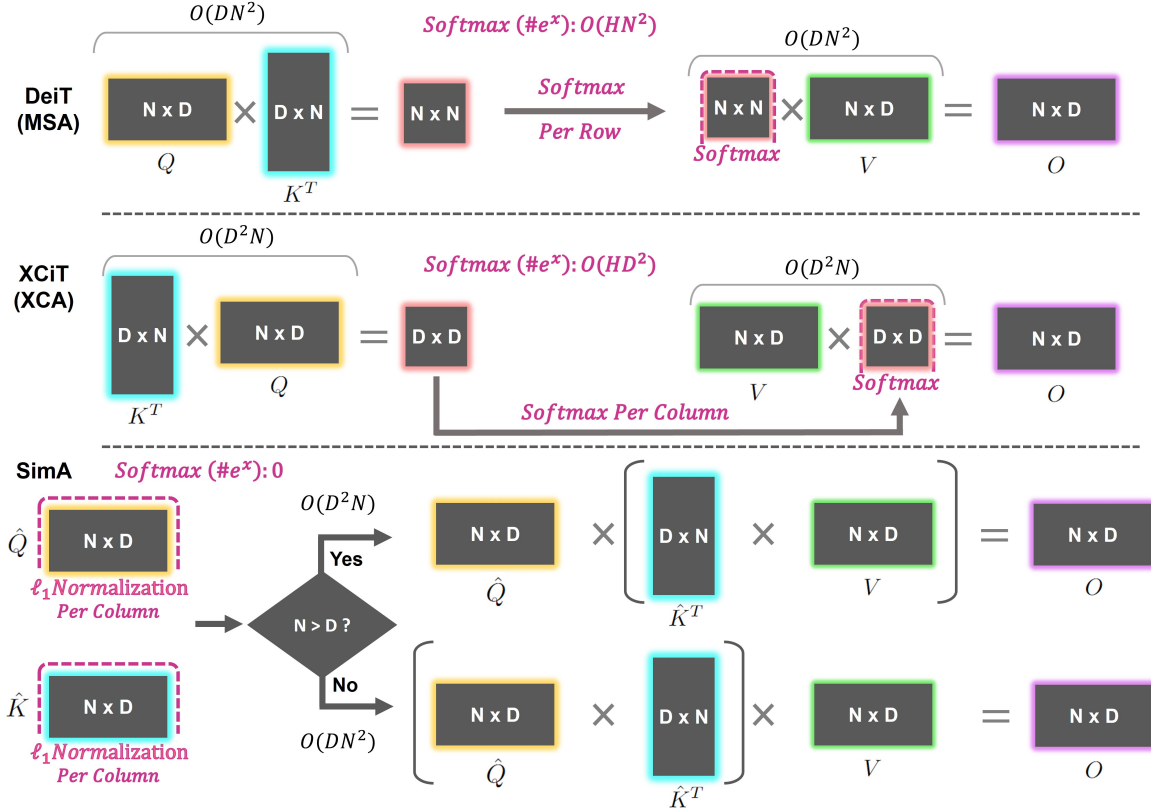 O(DN²)
Softmax (#eˣ): O(HN²)
O(DN²)
DeiT
(MSA)
N x D × D x N = N x N
Softmax
Per Row
N x N × N x D = N x D
Softmax
Q
Kᵀ
V
O
O(D²N)
Softmax (#eˣ): O(HD²)
O(D²N)
XCiT
(XCA)
D x N × N x D = D x D
N x D × D x D = N x D
Softmax
Kᵀ
Q
V
O
Softmax Per Column
SimA
Softmax (#eˣ): 0
Q̂
N x D
ℓ₁Normalization
Per Column
K̂
N x D
ℓ₁Normalization
Per Column
N > D ?
O(D²N)
Yes
N x D × ( D x N × N x D ) = N x D
Q̂
K̂ᵀ
V
O
No
O(DN²)
( N x D × D x N ) × N x D = N x D
Q̂
K̂ᵀ
V
O